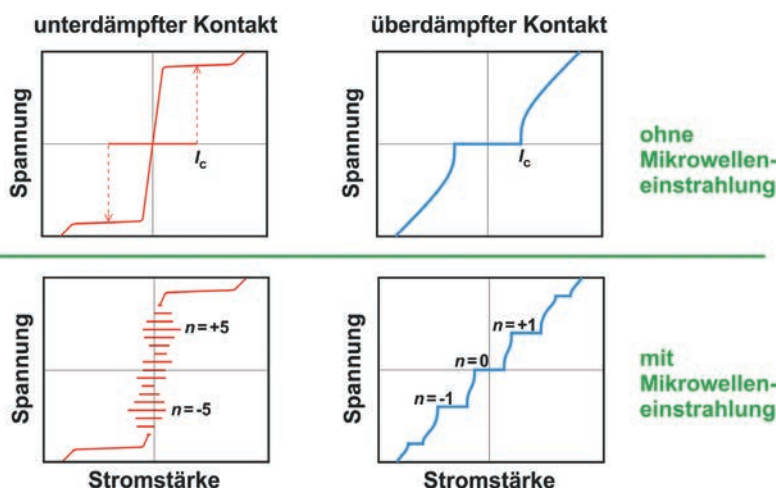 unterdämpfter Kontakt
überdämpfter Kontakt
Spannung
I_c
Spannung
I_c
ohne
Mikrowellen-
einstrahlung
Spannung
n=+5
n=-5
Stromstärke
Spannung
n=+1
n=0
n=-1
Stromstärke
mit
Mikrowellen-
einstrahlung